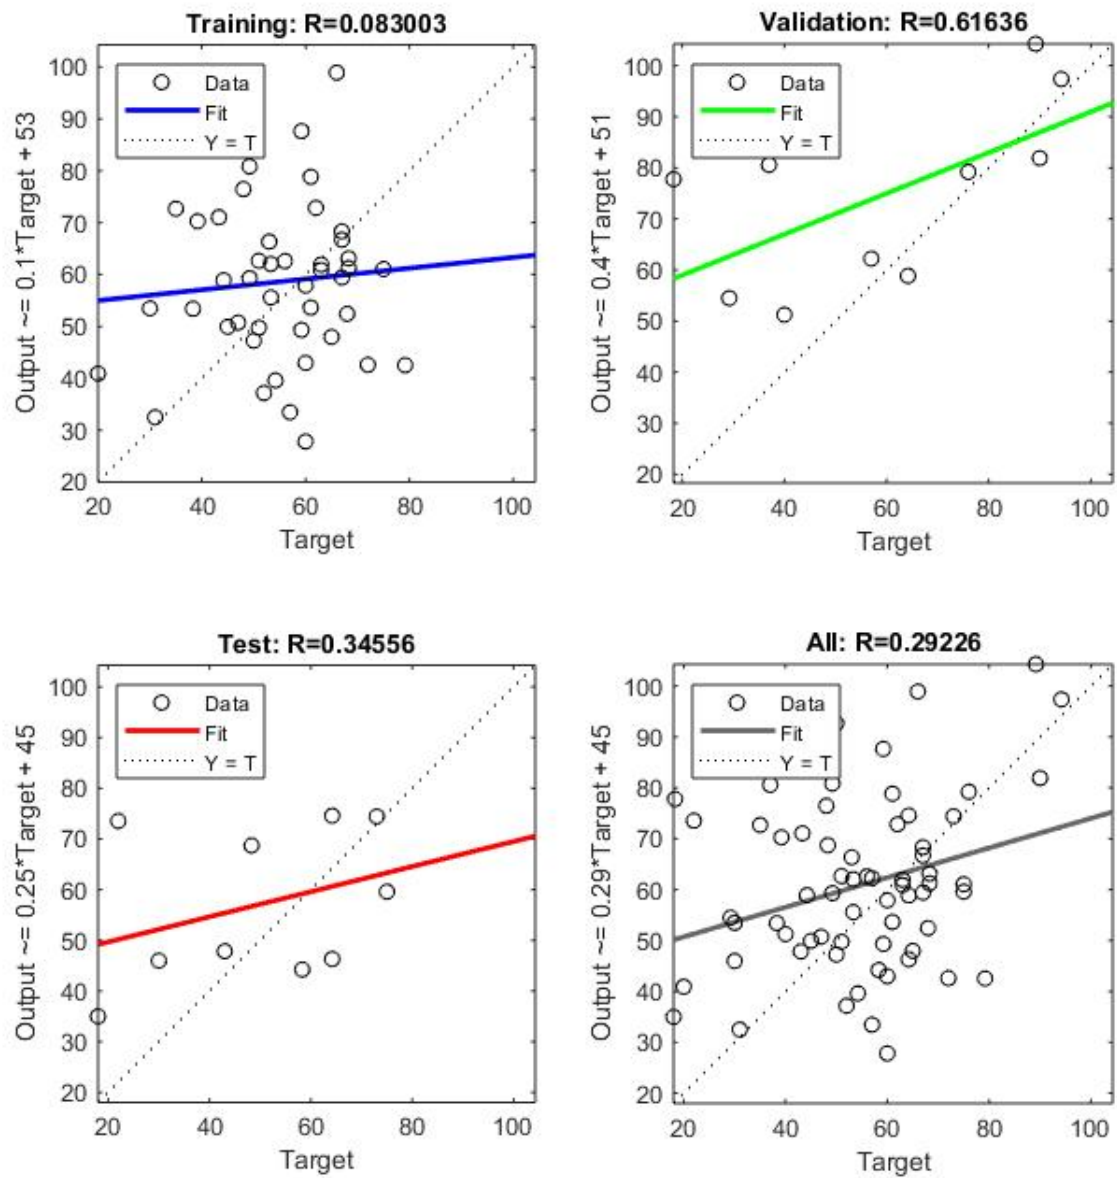 Training: R=0.083003
Output ~= 0.1*Target + 53
100
90
80
70
60
50
40
30
20
Data
Fit
Y = T
20 40 60 80 100
Target
Validation: R=0.61636
Output ~= 0.4*Target + 51
100
90
80
70
60
50
40
30
20
Data
Fit
Y = T
20 40 60 80 100
Target
Test: R=0.34556
Output ~= 0.25*Target + 45
100
90
80
70
60
50
40
30
20
Data
Fit
Y = T
20 40 60 80 100
Target
All: R=0.29226
Output ~= 0.29*Target + 45
100
90
80
70
60
50
40
30
20
Data
Fit
Y = T
20 40 60 80 100
Target